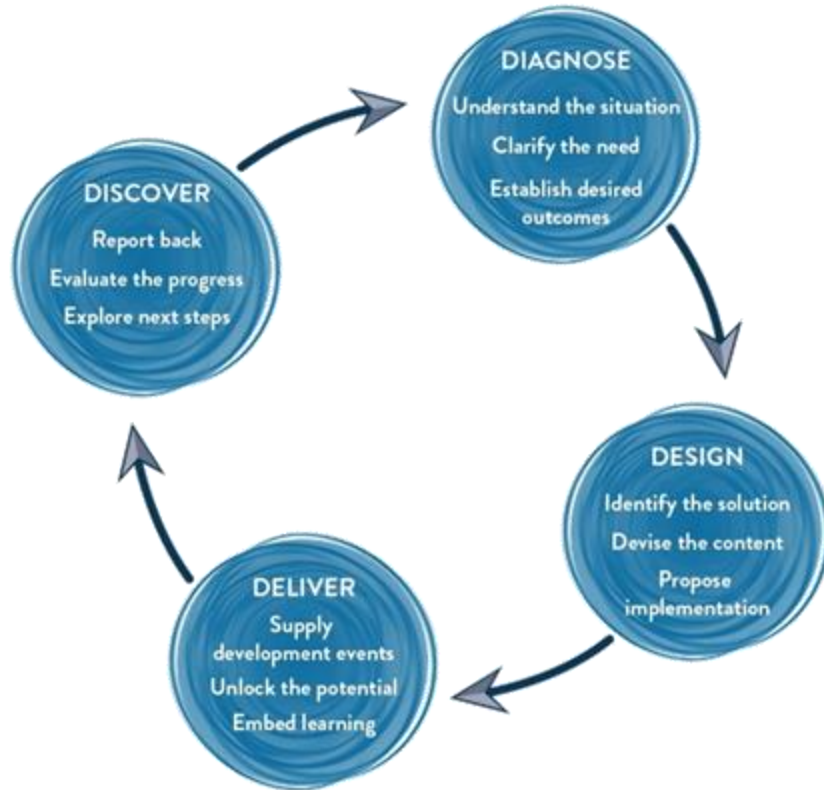 DIAGNOSE
Understand the situation
Clarify the need
Establish desired
outcomes
DISCOVER
Report back
Evaluate the progress
Explore next steps
DESIGN
Identify the solution
Devise the content
Propose
implementation
DELIVER
Supply
development events
Unlock the potential
Embed learning